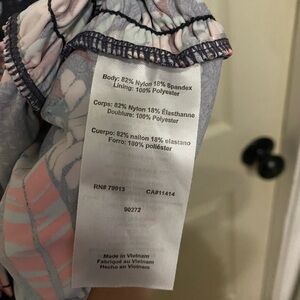 Body: 82% Nylon 18% Spandex
Lining: 100% Polyester
Corps: 82% Nylon 18% Élasthanne
Doublure: 100% Polyester
Cuerpo: 82% nailon 18% elastano
Forro: 100% poliéster
RN# 79913 CA#11414
90272
Made in Vietnam
Fabriqué au Vietnam
Hecho en Vietnam